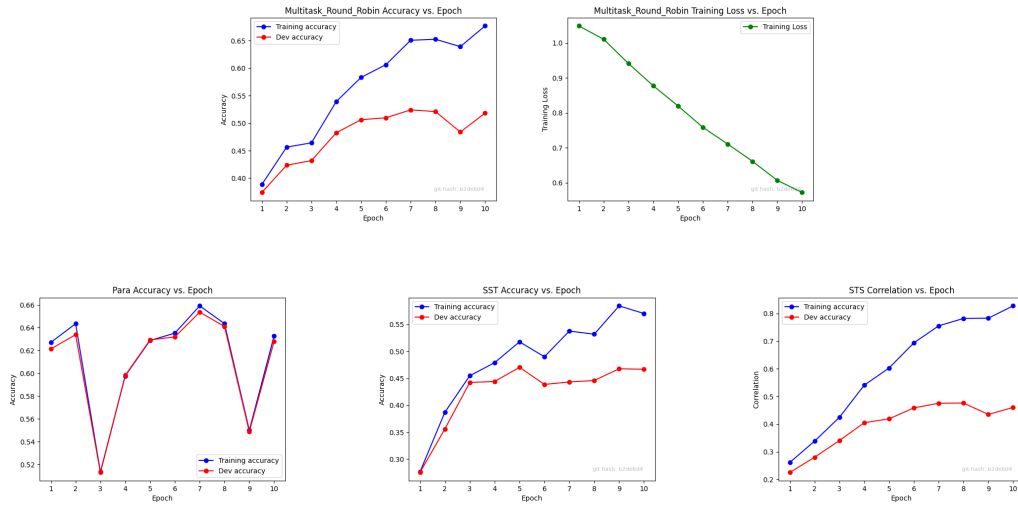 Multitask_Round_Robin Accuracy vs. Epoch
Training accuracy
Dev accuracy
0.65
0.60
0.55
0.50
0.45
0.40
Accuracy
git hash: b2deibd4
1 2 3 4 5 6 7 8 9 10
Epoch
Multitask_Round_Robin Training Loss vs. Epoch
Training Loss
1.0
0.9
0.8
0.7
0.6
Training Loss
1 2 3 4 5 6 7 8 9 10
Epoch
Para Accuracy vs. Epoch
0.66
0.64
0.62
0.60
0.58
0.56
0.54
0.52
Accuracy
Training accuracy
Dev accuracy
1 2 3 4 5 6 7 8 9 10
Epoch
SST Accuracy vs. Epoch
Training accuracy
Dev accuracy
0.55
0.50
0.45
0.40
0.35
0.30
Accuracy
1 2 3 4 5 6 7 8 9 10
Epoch
STS Correlation vs. Epoch
Training accuracy
Dev accuracy
0.8
0.7
0.6
0.5
0.4
0.3
0.2
Correlation
1 2 3 4 5 6 7 8 9 10
Epoch